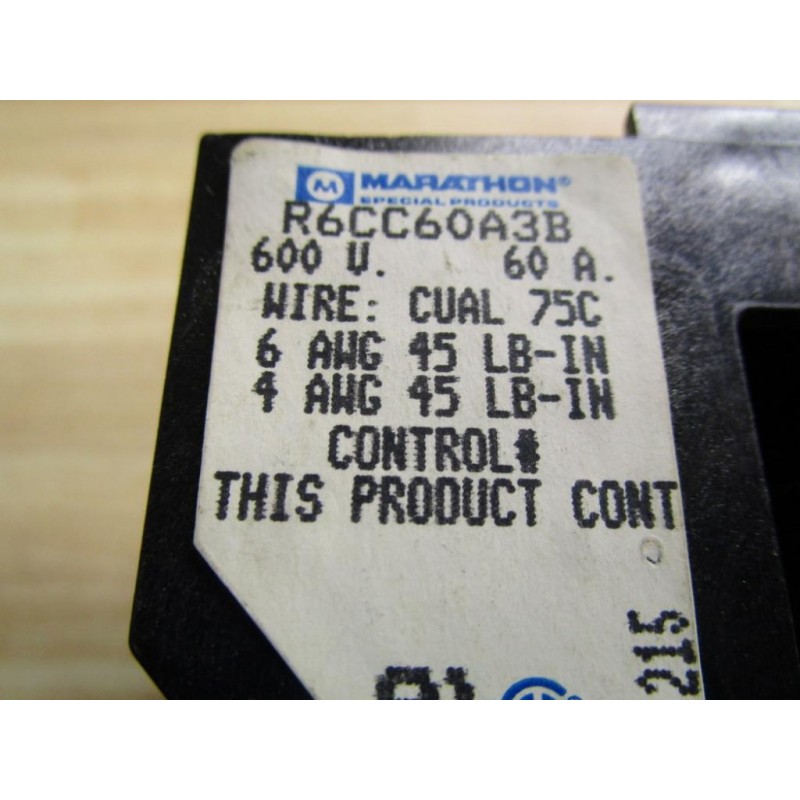 M MARATHON®
SPECIAL PRODUCTS
R6CC60A3B
600 V. 60 A.
WIRE: CUAL 75C
6 AWG 45 LB-IN
4 AWG 45 LB-IN
CONTROL#
THIS PRODUCT CONT
215